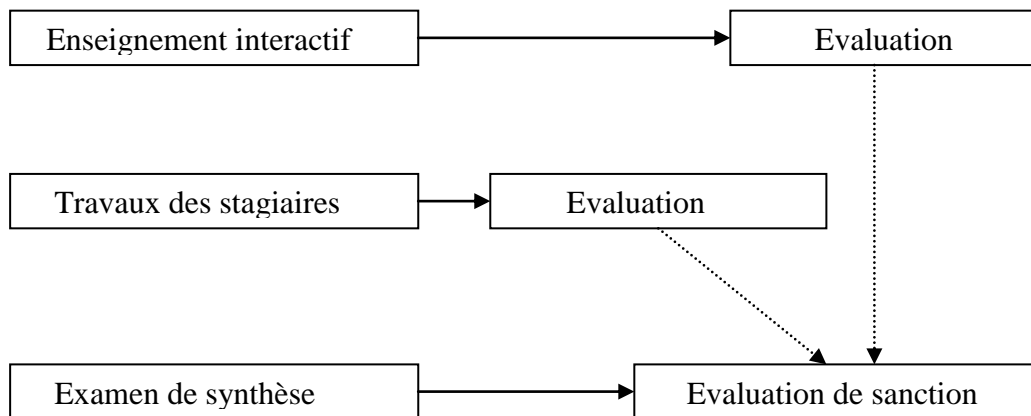 Enseignement interactif
Evaluation
Travaux des stagiaires
Evaluation
Examen de synthèse
Evaluation de sanction